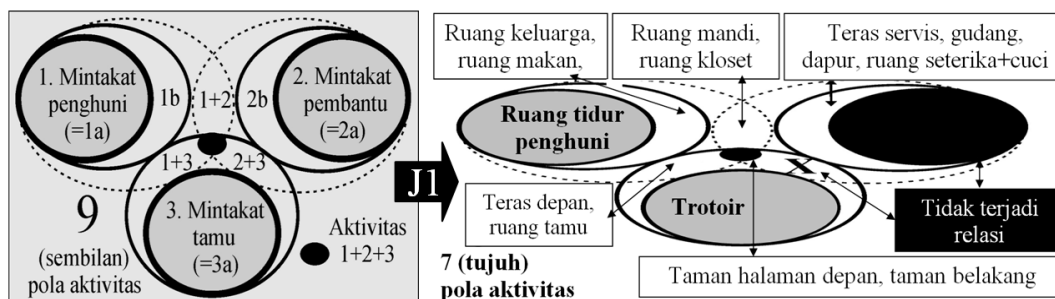 1. Mintakat
penghuni
(=1a)
1b
1+2
2b
2. Mintakat
pembantu
(=2a)
1+3
2+3
3. Mintakat
tamu
(=3a)
9
(sembilan)
pola aktivitas
Aktivitas
1+2+3
J1
Ruang keluarga,
ruang makan,
Ruang mandi,
ruang kloset
Teras servis, gudang,
dapur, ruang seterika+cuci
Ruang tidur
penghuni
Teras depan,
ruang tamu
Trotoir
Tidak terjadi
relasi
7 (tujuh)
pola aktivitas
Taman halaman depan, taman belakang